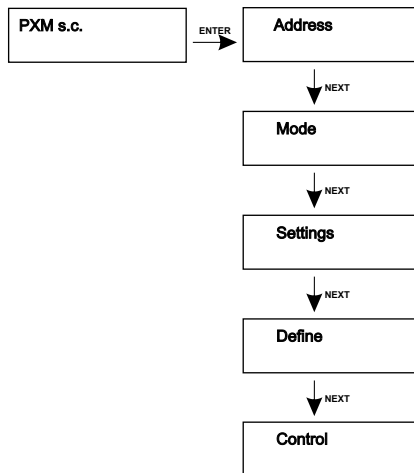 PXM s.c.
ENTER
Address
NEXT
Mode
NEXT
Settings
NEXT
Define
NEXT
Control